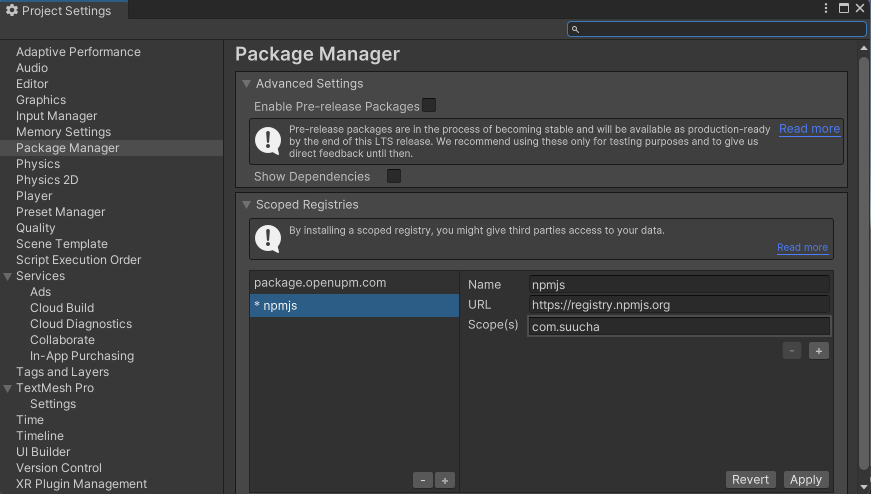 Project Settings
Adaptive Performance
Audio
Editor
Graphics
Input Manager
Memory Settings
Package Manager
Physics
Physics 2D
Player
Preset Manager
Quality
Scene Template
Script Execution Order
Services
Ads
Cloud Build
Cloud Diagnostics
Collaborate
In-App Purchasing
Tags and Layers
TextMesh Pro
Settings
Time
Timeline
UI Builder
Version Control
XR Plugin Management
Package Manager
Advanced Settings
Enable Pre-release Packages
Pre-release packages are in the process of becoming stable and will be available as production-ready
by the end of this LTS release. We recommend using these only for testing purposes and to give us
direct feedback until then.
Read more
Show Dependencies
Scoped Registries
By installing a scoped registry, you might give third parties access to your data.
Read more
package.openupm.com
* npmjs
- +
Name npmjs
URL https://registry.npmjs.org
Scope(s) com.suucha
- +
Revert Apply